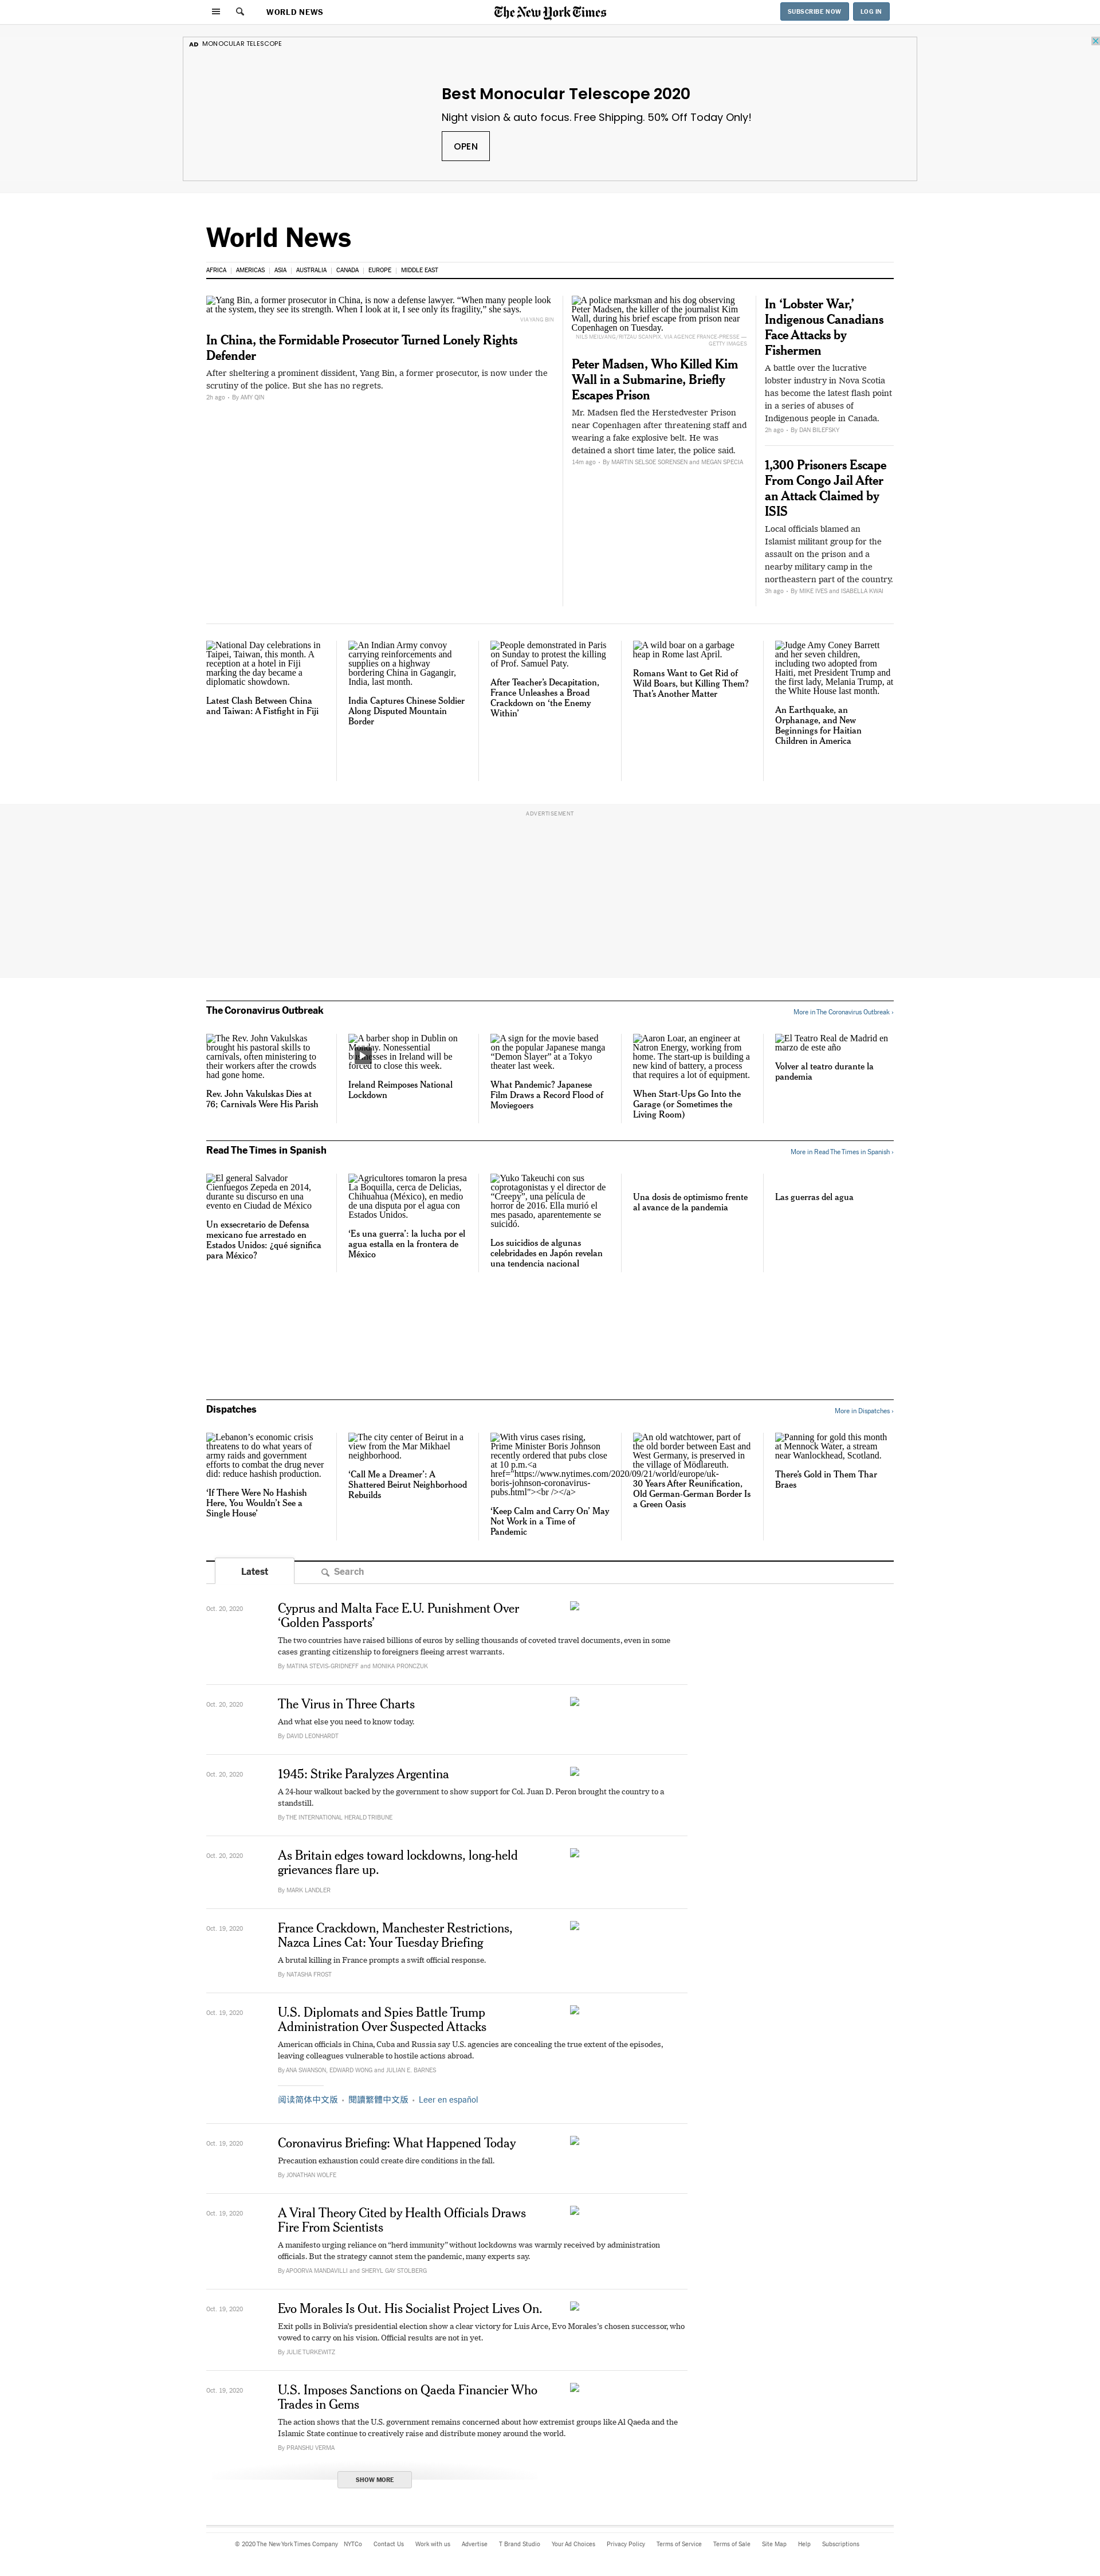 WORLD NEWS
The New York Times
SUBSCRIBE NOW
LOG IN
AD MONOCULAR TELESCOPE
Best Monocular Telescope 2020
Night vision & auto focus. Free Shipping. 50% Off Today Only!
OPEN
World News
AFRICA
AMERICAS
ASIA
AUSTRALIA
CANADA
EUROPE
MIDDLE EAST
Yang Bin, a former prosecutor in China, is now a defense lawyer. “When many people look
at the system, they see its strength. When I look at it, I see only its fragility,” she says.
VIA YANG BIN
In China, the Formidable Prosecutor Turned Lonely Rights
Defender
After sheltering a prominent dissident, Yang Bin, a former prosecutor, is now under the
scrutiny of the police. But she has no regrets.
2h ago • By AMY QIN
A police marksman and his dog observing
Peter Madsen, the killer of the journalist Kim
Wall, during his brief escape from prison near
Copenhagen on Tuesday.
NILS MEILVANG/RITZAU SCANPIX, VIA AGENCE FRANCE-PRESSE —
GETTY IMAGES
Peter Madsen, Who Killed Kim
Wall in a Submarine, Briefly
Escapes Prison
Mr. Madsen fled the Herstedvester Prison
near Copenhagen after threatening staff and
wearing a fake explosive belt. He was
detained a short time later, the police said.
14m ago • By MARTIN SELSOE SORENSEN and MEGAN SPECIA
In ‘Lobster War,’
Indigenous Canadians
Face Attacks by
Fishermen
A battle over the lucrative
lobster industry in Nova Scotia
has become the latest flash point
in a series of abuses of
Indigenous people in Canada.
2h ago • By DAN BILEFSKY
1,300 Prisoners Escape
From Congo Jail After
an Attack Claimed by
ISIS
Local officials blamed an
Islamist militant group for the
assault on the prison and a
nearby military camp in the
northeastern part of the country.
3h ago • By MIKE IVES and ISABELLA KWAI
National Day celebrations in
Taipei, Taiwan, this month. A
reception at a hotel in Fiji
marking the day became a
diplomatic showdown.
Latest Clash Between China
and Taiwan: A Fistfight in Fiji
An Indian Army convoy
carrying reinforcements and
supplies on a highway
bordering China in Gagangir,
India, last month.
India Captures Chinese Soldier
Along Disputed Mountain
Border
People demonstrated in Paris
on Sunday to protest the killing
of Prof. Samuel Paty.
After Teacher’s Decapitation,
France Unleashes a Broad
Crackdown on ‘the Enemy
Within’
A wild boar on a garbage
heap in Rome last April.
Romans Want to Get Rid of
Wild Boars, but Killing Them?
That’s Another Matter
Judge Amy Coney Barrett
and her seven children,
including two adopted from
Haiti, met President Trump and
the first lady, Melania Trump, at
the White House last month.
An Earthquake, an
Orphanage, and New
Beginnings for Haitian
Children in America
ADVERTISEMENT
The Coronavirus Outbreak
More in The Coronavirus Outbreak ›
The Rev. John Vakulskas
brought his pastoral skills to
carnivals, often ministering to
their workers after the crowds
had gone home.
Rev. John Vakulskas Dies at
76; Carnivals Were His Parish
A barber shop in Dublin on
Monday. Nonessential
businesses in Ireland will be
forced to close this week.
Ireland Reimposes National
Lockdown
A sign for the movie based
on the popular Japanese manga
“Demon Slayer” at a Tokyo
theater last week.
What Pandemic? Japanese
Film Draws a Record Flood of
Moviegoers
Aaron Loar, an engineer at
Natron Energy, working from
home. The start-up is building a
new kind of battery, a process
that requires a lot of equipment.
When Start-Ups Go Into the
Garage (or Sometimes the
Living Room)
El Teatro Real de Madrid en
marzo de este año
Volver al teatro durante la
pandemia
Read The Times in Spanish
More in Read The Times in Spanish ›
El general Salvador
Cienfuegos Zepeda en 2014,
durante su discurso en una
evento en Ciudad de México
Un exsecretario de Defensa
mexicano fue arrestado en
Estados Unidos: ¿qué significa
para México?
Agricultores tomaron la presa
La Boquilla, cerca de Delicias,
Chihuahua (México), en medio
de una disputa por el agua con
Estados Unidos.
‘Es una guerra’: la lucha por el
agua estalla en la frontera de
México
Yuko Takeuchi con sus
coprotagonistas y el director de
“Creepy”, una película de
horror de 2016. Ella murió el
mes pasado, aparentemente se
suicidó.
Los suicidios de algunas
celebridades en Japón revelan
una tendencia nacional
Una dosis de optimismo frente
al avance de la pandemia
Las guerras del agua
Dispatches
More in Dispatches ›
Lebanon’s economic crisis
threatens to do what years of
army raids and government
efforts to combat the drug never
did: reduce hashish production.
‘If There Were No Hashish
Here, You Wouldn’t See a
Single House’
The city center of Beirut in a
view from the Mar Mikhael
neighborhood.
‘Call Me a Dreamer’: A
Shattered Beirut Neighborhood
Rebuilds
With virus cases rising,
Prime Minister Boris Johnson
recently ordered that pubs close
at 10 p.m.<a
href="https://www.nytimes.com/2020/09/21/world/europe/uk-
boris-johnson-coronavirus-
pubs.html"><br /></a>
‘Keep Calm and Carry On’ May
Not Work in a Time of
Pandemic
An old watchtower, part of
the old border between East and
West Germany, is preserved in
the village of Mödlareuth.
30 Years After Reunification,
Old German-German Border Is
a Green Oasis
Panning for gold this month
at Mennock Water, a stream
near Wanlockhead, Scotland.
There’s Gold in Them Thar
Braes
Latest
Search
Oct. 20, 2020
Cyprus and Malta Face E.U. Punishment Over
‘Golden Passports’
The two countries have raised billions of euros by selling thousands of coveted travel documents, even in some
cases granting citizenship to foreigners fleeing arrest warrants.
By MATINA STEVIS-GRIDNEFF and MONIKA PRONCZUK
Oct. 20, 2020
The Virus in Three Charts
And what else you need to know today.
By DAVID LEONHARDT
Oct. 20, 2020
1945: Strike Paralyzes Argentina
A 24-hour walkout backed by the government to show support for Col. Juan D. Peron brought the country to a
standstill.
By THE INTERNATIONAL HERALD TRIBUNE
Oct. 20, 2020
As Britain edges toward lockdowns, long-held
grievances flare up.
By MARK LANDLER
Oct. 19, 2020
France Crackdown, Manchester Restrictions,
Nazca Lines Cat: Your Tuesday Briefing
A brutal killing in France prompts a swift official response.
By NATASHA FROST
Oct. 19, 2020
U.S. Diplomats and Spies Battle Trump
Administration Over Suspected Attacks
American officials in China, Cuba and Russia say U.S. agencies are concealing the true extent of the episodes,
leaving colleagues vulnerable to hostile actions abroad.
By ANA SWANSON, EDWARD WONG and JULIAN E. BARNES
阅读简体中文版 • 閱讀繁體中文版 • Leer en español
Oct. 19, 2020
Coronavirus Briefing: What Happened Today
Precaution exhaustion could create dire conditions in the fall.
By JONATHAN WOLFE
Oct. 19, 2020
A Viral Theory Cited by Health Officials Draws
Fire From Scientists
A manifesto urging reliance on “herd immunity” without lockdowns was warmly received by administration
officials. But the strategy cannot stem the pandemic, many experts say.
By APOORVA MANDAVILLI and SHERYL GAY STOLBERG
Oct. 19, 2020
Evo Morales Is Out. His Socialist Project Lives On.
Exit polls in Bolivia’s presidential election show a clear victory for Luis Arce, Evo Morales’s chosen successor, who
vowed to carry on his vision. Official results are not in yet.
By JULIE TURKEWITZ
Oct. 19, 2020
U.S. Imposes Sanctions on Qaeda Financier Who
Trades in Gems
The action shows that the U.S. government remains concerned about how extremist groups like Al Qaeda and the
Islamic State continue to creatively raise and distribute money around the world.
By PRANSHU VERMA
SHOW MORE
© 2020 The New York Times Company
NYTCo
Contact Us
Work with us
Advertise
T Brand Studio
Your Ad Choices
Privacy Policy
Terms of Service
Terms of Sale
Site Map
Help
Subscriptions